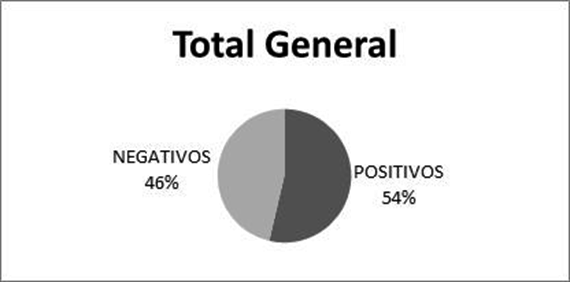 Total General
NEGATIVOS
46%
POSITIVOS
54%